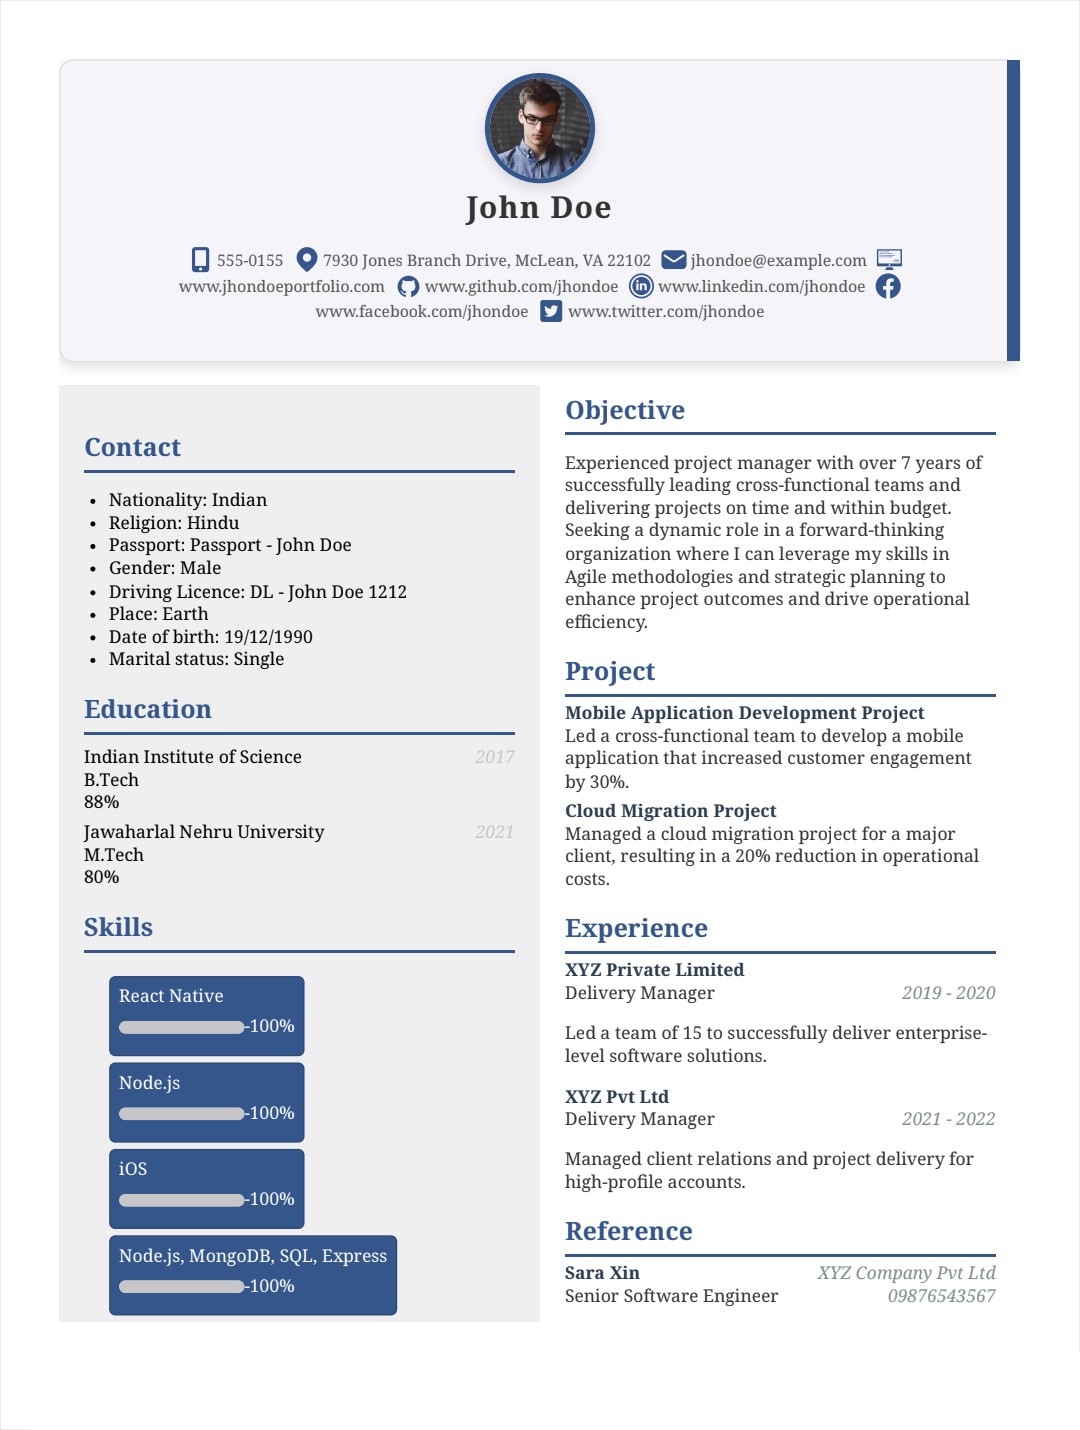 John Doe
555-0155 7930 Jones Branch Drive, McLean, VA 22102 jhondoe@example.com
www.jhondoeportfolio.com www.github.com/jhondoe www.linkedin.com/jhondoe
www.facebook.com/jhondoe www.twitter.com/jhondoe
Contact
• Nationality: Indian
• Religion: Hindu
• Passport: Passport - John Doe
• Gender: Male
• Driving Licence: DL - John Doe 1212
• Place: Earth
• Date of birth: 19/12/1990
• Marital status: Single
Education
Indian Institute of Science 2017
B.Tech
88%
Jawaharlal Nehru University 2021
M.Tech
80%
Skills
React Native
-100%
Node.js
-100%
iOS
-100%
Node.js, MongoDB, SQL, Express
-100%
Objective
Experienced project manager with over 7 years of
successfully leading cross-functional teams and
delivering projects on time and within budget.
Seeking a dynamic role in a forward-thinking
organization where I can leverage my skills in
Agile methodologies and strategic planning to
enhance project outcomes and drive operational
efficiency.
Project
Mobile Application Development Project
Led a cross-functional team to develop a mobile
application that increased customer engagement
by 30%.
Cloud Migration Project
Managed a cloud migration project for a major
client, resulting in a 20% reduction in operational
costs.
Experience
XYZ Private Limited
Delivery Manager 2019 - 2020
Led a team of 15 to successfully deliver enterprise-
level software solutions.
XYZ Pvt Ltd
Delivery Manager 2021 - 2022
Managed client relations and project delivery for
high-profile accounts.
Reference
Sara Xin XYZ Company Pvt Ltd
Senior Software Engineer 09876543567